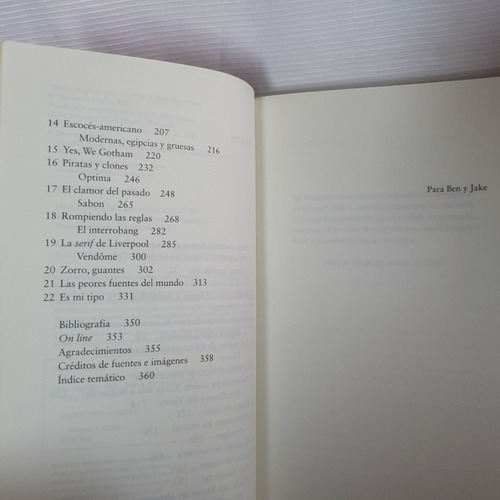 14 Escocés-americano 207
Modernas, egipcias y gruesas 216
15 Yes, We Gotham 220
16 Piratas y clones 232
Optima 246
17 El clamor del pasado 248
Sabon 265
18 Rompiendo las reglas 268
El interrobang 282
19 La serif de Liverpool 285
Vendôme 300
20 Zorro, guantes 302
21 Las peores fuentes del mundo 313
22 Es mi tipo 331
Bibliografía 350
On line 353
Agradecimientos 355
Créditos de fuentes e imágenes 358
Índice temático 360
Para Ben y Jake